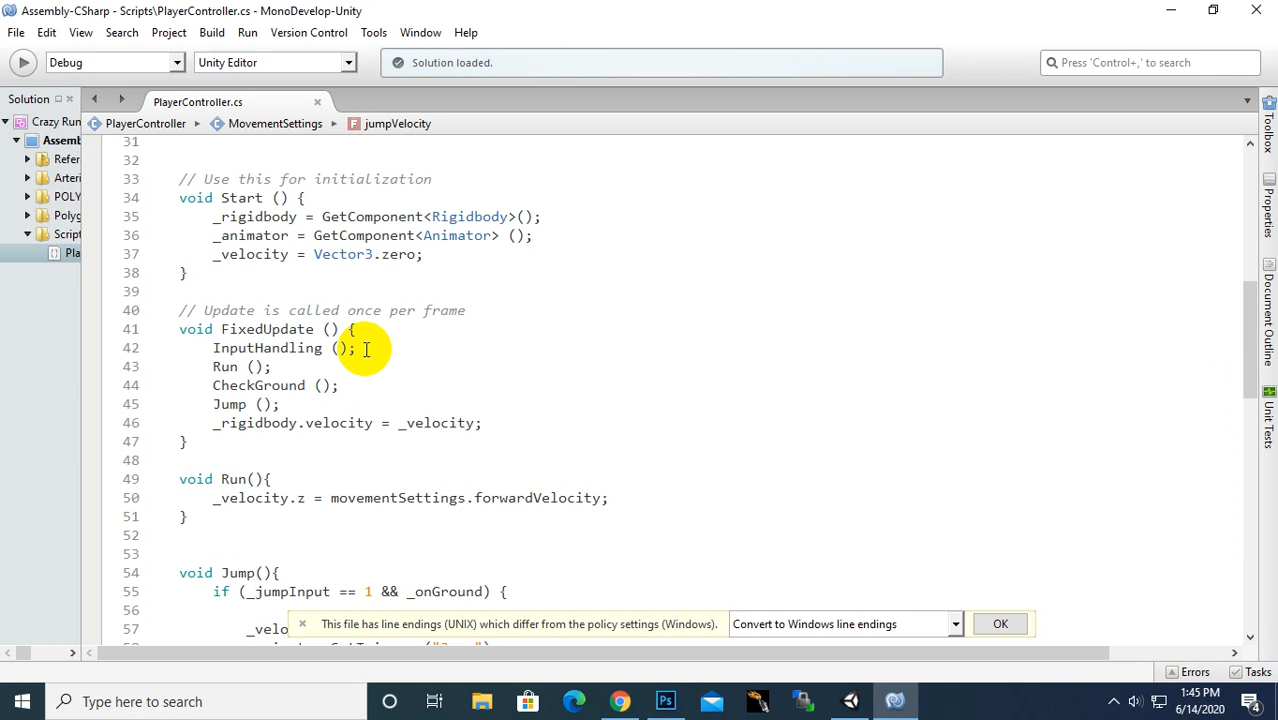 Assembly-CSharp - Scripts\PlayerController.cs - MonoDevelop-Unity
File Edit View Search Project Build Run Version Control Tools Window Help
Debug
Unity Editor
Solution loaded.
Press 'Control+,' to search
Solution
PlayerController.cs
PlayerController
MovementSettings
jumpVelocity
Crazy Run
Assemb
Refer
Arteri
POLY
Polyg
Script
Pla
31
32
33 // Use this for initialization
34 void Start () {
35 _rigidbody = GetComponent<Rigidbody>();
36 _animator = GetComponent<Animator> ();
37 _velocity = Vector3.zero;
38 }
39
40 // Update is called once per frame
41 void FixedUpdate () {
42 InputHandling ();
43 Run ();
44 CheckGround ();
45 Jump ();
46 _rigidbody.velocity = _velocity;
47 }
48
49 void Run(){
50 _velocity.z = movementSettings.forwardVelocity;
51 }
52
53
54 void Jump(){
55 if (_jumpInput == 1 && _onGround) {
56
57 _velo
This file has line endings (UNIX) which differ from the policy settings (Windows).
Convert to Windows line endings
OK
Toolbox
Properties
Document Outline
Unit Tests
Errors
Tasks
Type here to search
Ps
1:45 PM
6/14/2020
4